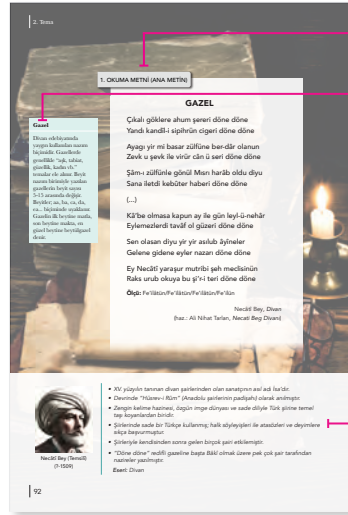 2. Tema
1. OKUMA METNİ (ANA METİN)
GAZEL
Gazel
Divan edebiyatında
yaygın kullanılan nazım
biçimidir. Gazellerde
genellikle "aşk, tabiat,
güzellik, kadın vb."
temalar ele alınır. Beyit
nazım birimiyle yazılan
gazellerin beyit sayısı
5-15 arasında değişir.
Beyitler; aa, ba, ca, da,
ea... biçiminde uyaklanır.
Gazelin ilk beytine matla,
son beytine makta, en
güzel beytine beytülgazel
denir.
Çıkalı göklere ahum şereri döne döne
Yandı kandîl-i sipihrün cigeri döne döne
Ayagı yir mi basar zülfüne ber-dâr olanun
Zevk u şevk ile virür cân ü seri döne döne
Şâm-ı zülfünle gönül Mısrı harâb oldu diyu
Sana iletdi kebûter haberi döne döne
(...)
Kâ'be olmasa kapun ay ile gün leyl-ü-nehâr
Eylemezlerdi tavâf ol güzeri döne döne
Sen olasan diyu yir yir asılub âyîneler
Gelene gidene eyler nazarı döne döne
Ey Necâtî yaraşur mutribi şeh meclisinün
Raks urub okuya bu şi'r-i teri döne döne
Ölçü: Fe'ilâtün/Fe'ilâtün/Fe'ilâtün/Fe'ilün
Necâtî Bey, Divan
(haz.: Ali Nihat Tarlan, Necati Beg Divanı)
• XV. yüzyılın tanınan divan şairlerinden olan sanatçının asıl adı İsa'dır.
• Devrinde "Hüsrev-i Rûm" (Anadolu şairlerinin padişahı) olarak anılmıştır.
• Zengin kelime hazinesi, özgün imge dünyası ve sade diliyle Türk şiirine temel
taşı koyanlardan biridir.
• Şiirlerinde sade bir Türkçe kullanmış; halk söyleyişleri ile atasözleri ve deyimlere
sıkça başvurmuştur.
• Şiirleriyle kendisinden sonra gelen birçok şairi etkilemiştir.
• "Döne döne" redifli gazeline başta Bâkî olmak üzere pek çok şair tarafından
nazireler yazılmıştır.
Eseri: Divan
Necâtî Bey (Temsilî)
(?-1509)
92